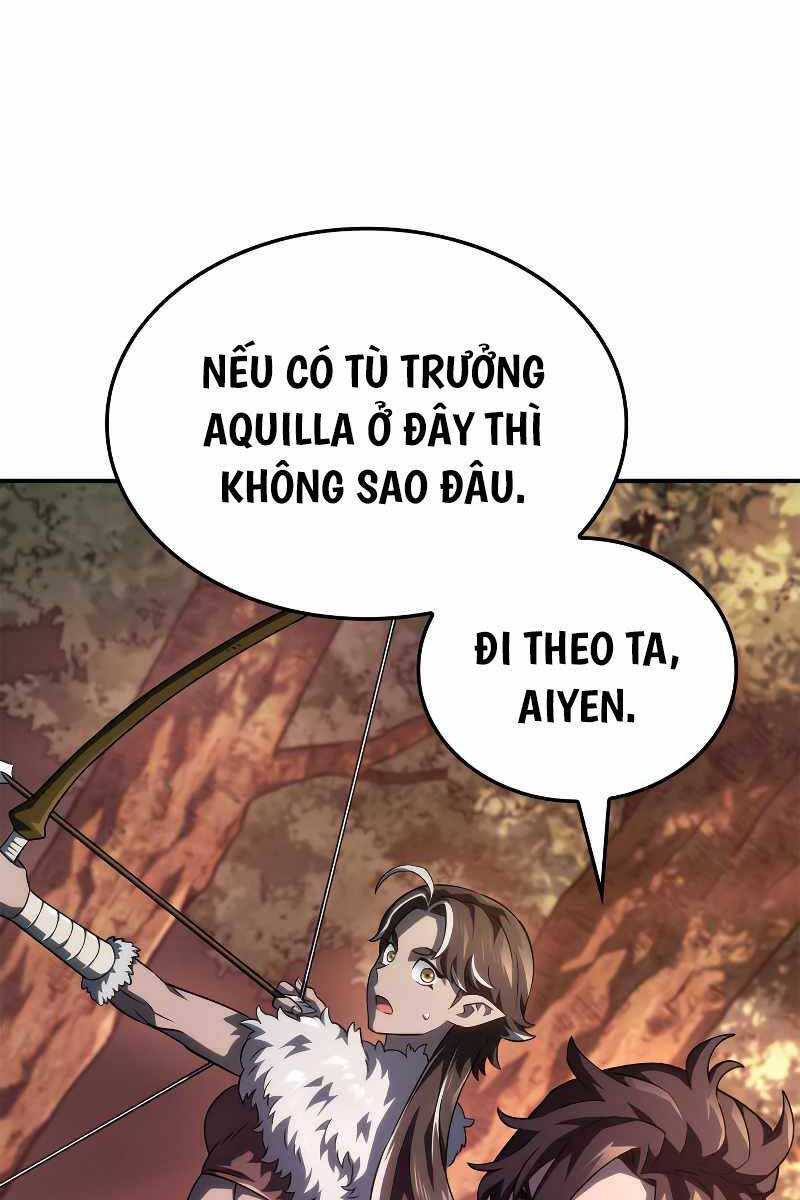 NẾU CÓ TÙ TRƯỞNG
AQUILLA Ở ĐÂY THÌ
KHÔNG SAO ĐÂU.
ĐI THEO TA,
AIYEN.